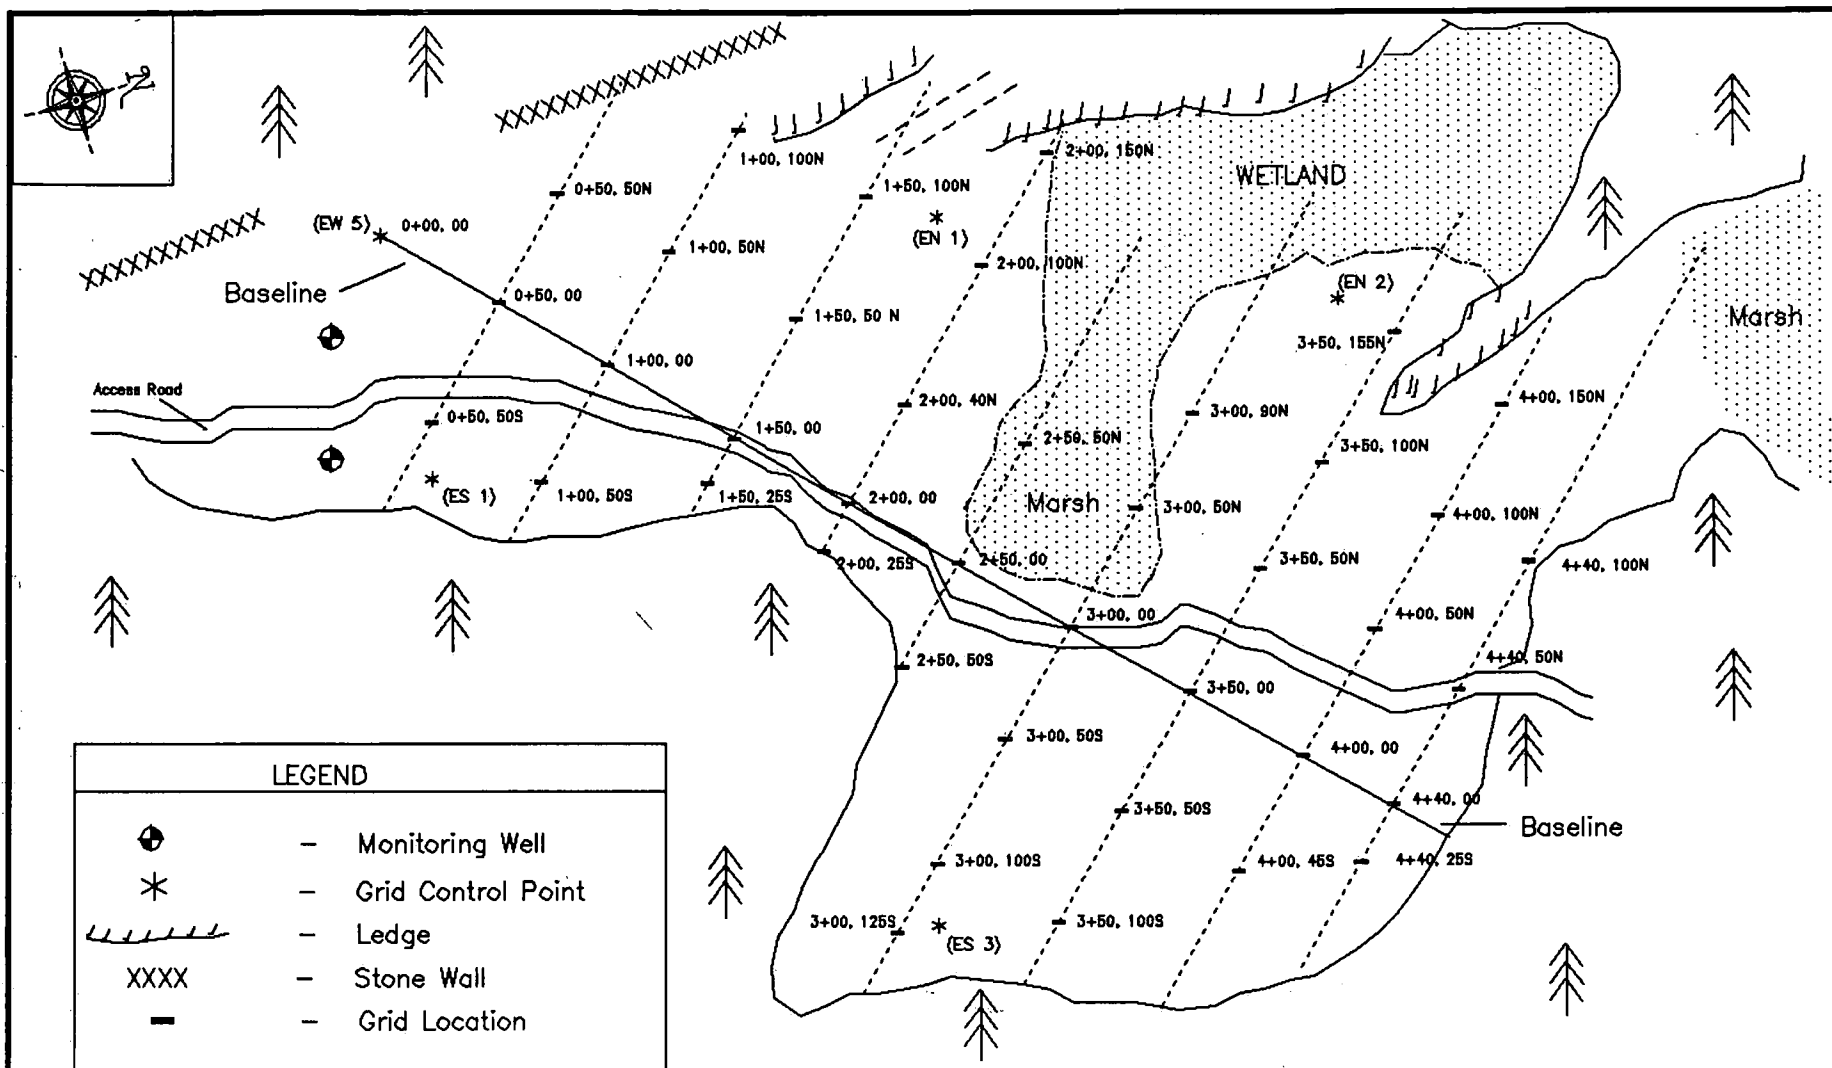 N
1+00, 100N
2+00, 150N
WETLAND
0+50, 50N
1+50, 100N
(EW 5)
0+00, 00
(EN 1)
1+00, 50N
2+00, 100N
(EN 2)
Baseline
0+50, 00
1+50, 50 N
Marsh
3+50, 155N
1+00, 00
Access Road
2+00, 40N
3+00, 90N
4+00, 150N
0+50, 50S
1+50, 00
2+50, 50N
3+50, 100N
(ES 1)
1+00, 50S
1+50, 25S
2+00, 00
Marsh
3+00, 50N
4+00, 100N
2+00, 25S
2+50, 00
3+50, 50N
4+40, 100N
3+00, 00
4+00, 50N
2+50, 50S
4+40, 50N
3+50, 00
3+00, 50S
4+00, 00
LEGEND
4+40, 00
3+50, 50S
Baseline
– Monitoring Well
3+00, 100S
4+00, 45S
4+40, 25S
– Grid Control Point
3+00, 125S
(ES 3)
3+50, 100S
– Ledge
XXXX – Stone Wall
– Grid Location